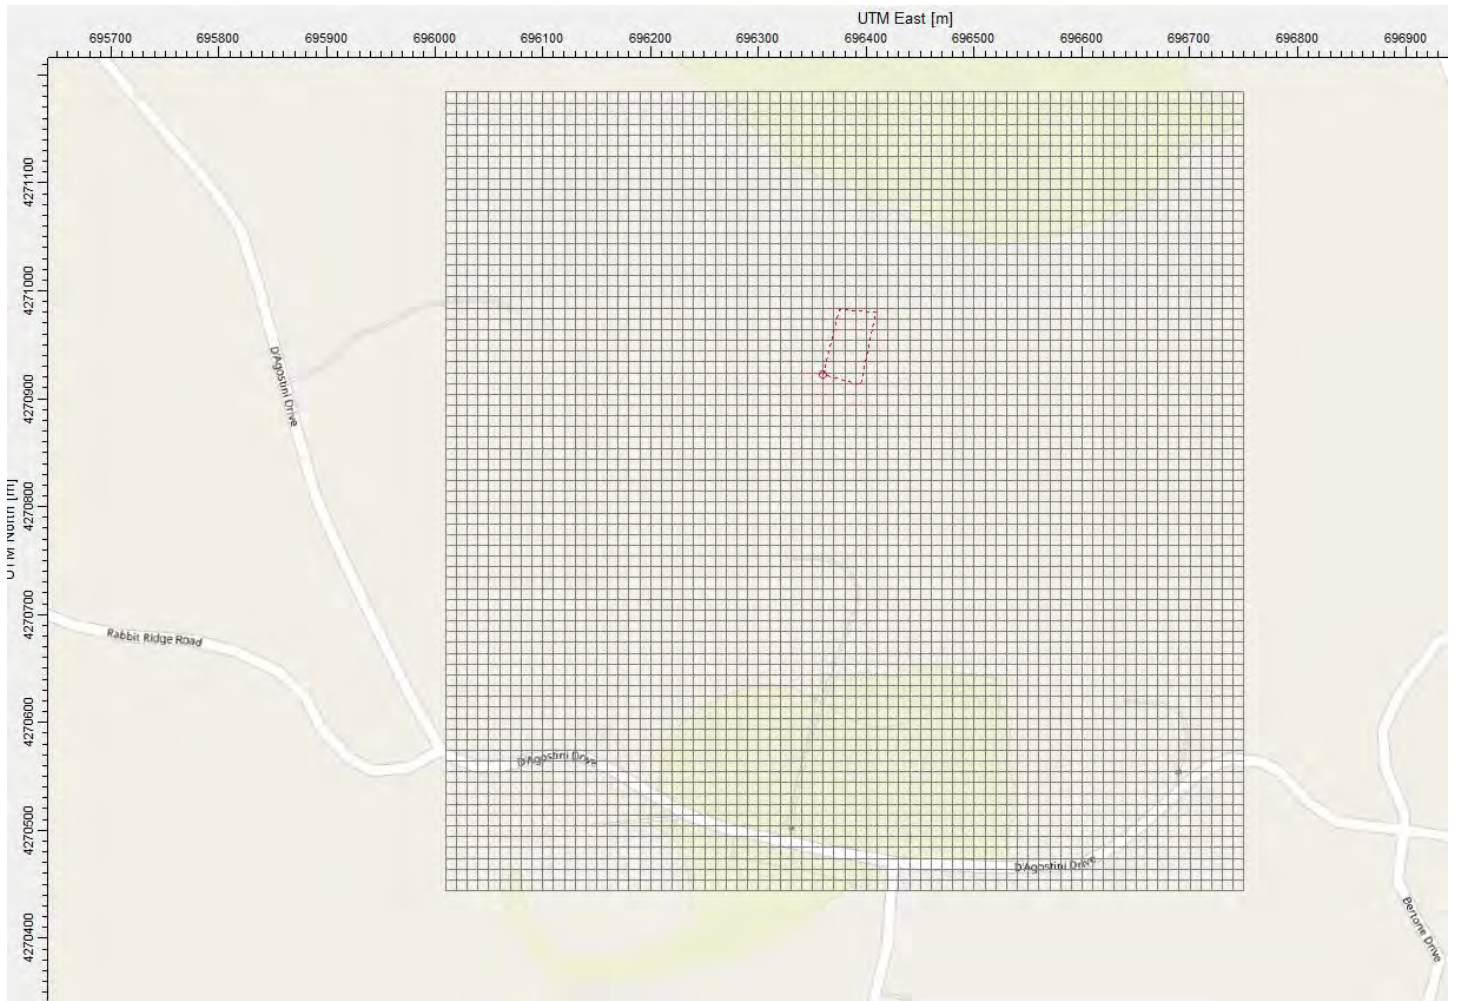 UTM East [m]
695700 695800 695900 696000 696100 696200 696300 696400 696500 696600 696700 696800 696900
4271100
4271000
4270900
4270800
4270700
4270600
4270500
4270400
UTM North [m]
D'Agostini Drive
Rabbit Ridge Road
D'Agostini Drive
D'Agostini Drive
Bertone Drive